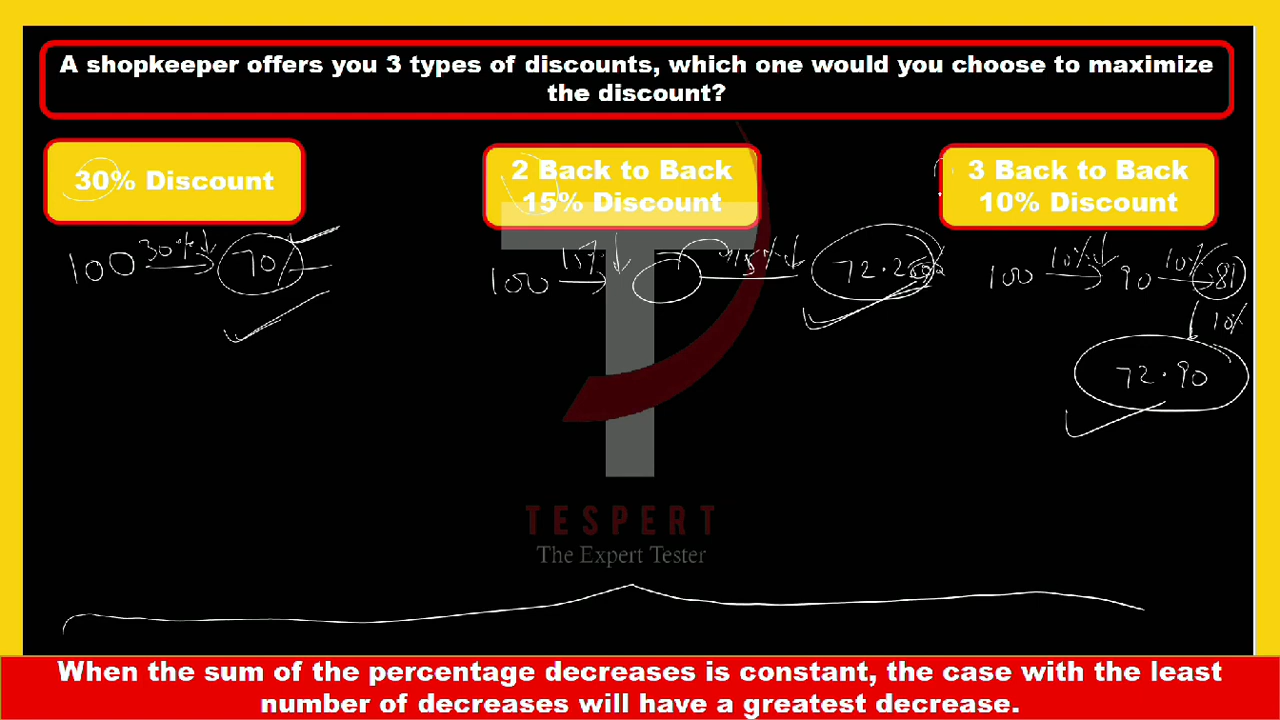 A shopkeeper offers you 3 types of discounts, which one would you choose to maximize
the discount?
30% Discount
2 Back to Back
15% Discount
3 Back to Back
10% Discount
100 30%↓ 70
100 15%↓ 15%↓ 72.2
100 10%↓ 90 10% 81
10%
72.90
TESPERT
The Expert Tester
When the sum of the percentage decreases is constant, the case with the least
number of decreases will have a greatest decrease.